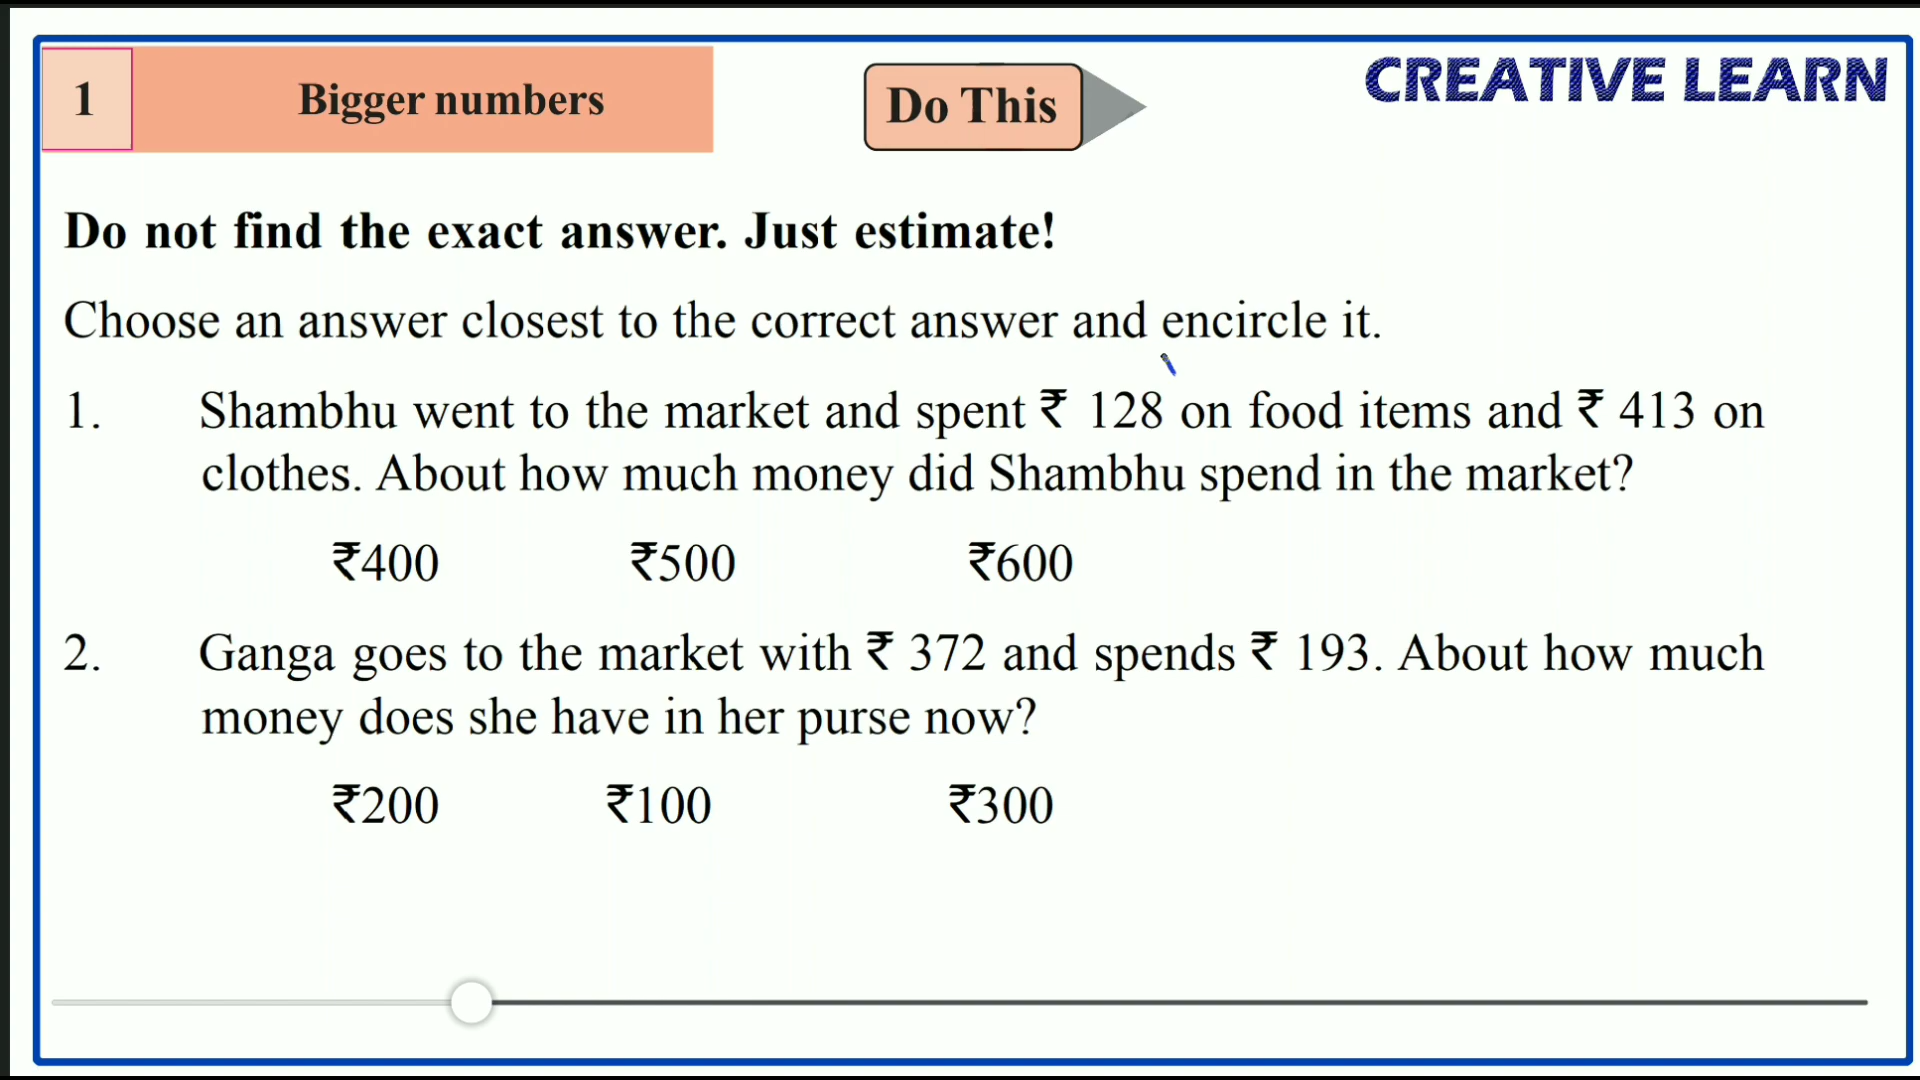 1 Bigger numbers Do This CREATIVE LEARN
Do not find the exact answer. Just estimate!
Choose an answer closest to the correct answer and encircle it.
1. Shambhu went to the market and spent ₹ 128 on food items and ₹ 413 on
clothes. About how much money did Shambhu spend in the market?
₹400 ₹500 ₹600
2. Ganga goes to the market with ₹ 372 and spends ₹ 193. About how much
money does she have in her purse now?
₹200 ₹100 ₹300